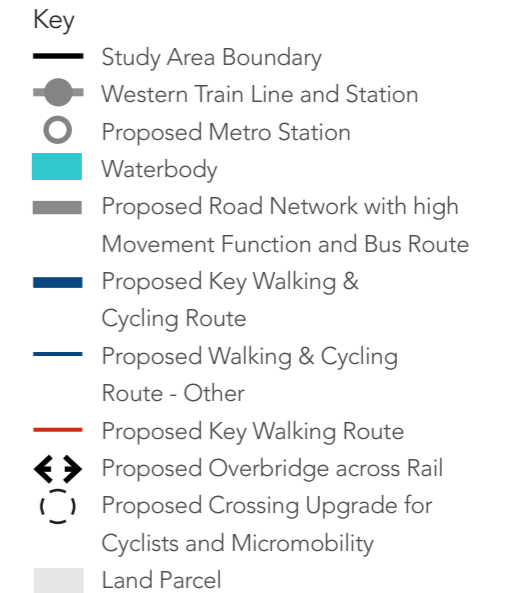 Key
Study Area Boundary
Western Train Line and Station
Proposed Metro Station
Waterbody
Proposed Road Network with high
Movement Function and Bus Route
Proposed Key Walking &
Cycling Route
Proposed Walking & Cycling
Route - Other
Proposed Key Walking Route
Proposed Overbridge across Rail
Proposed Crossing Upgrade for
Cyclists and Micromobility
Land Parcel